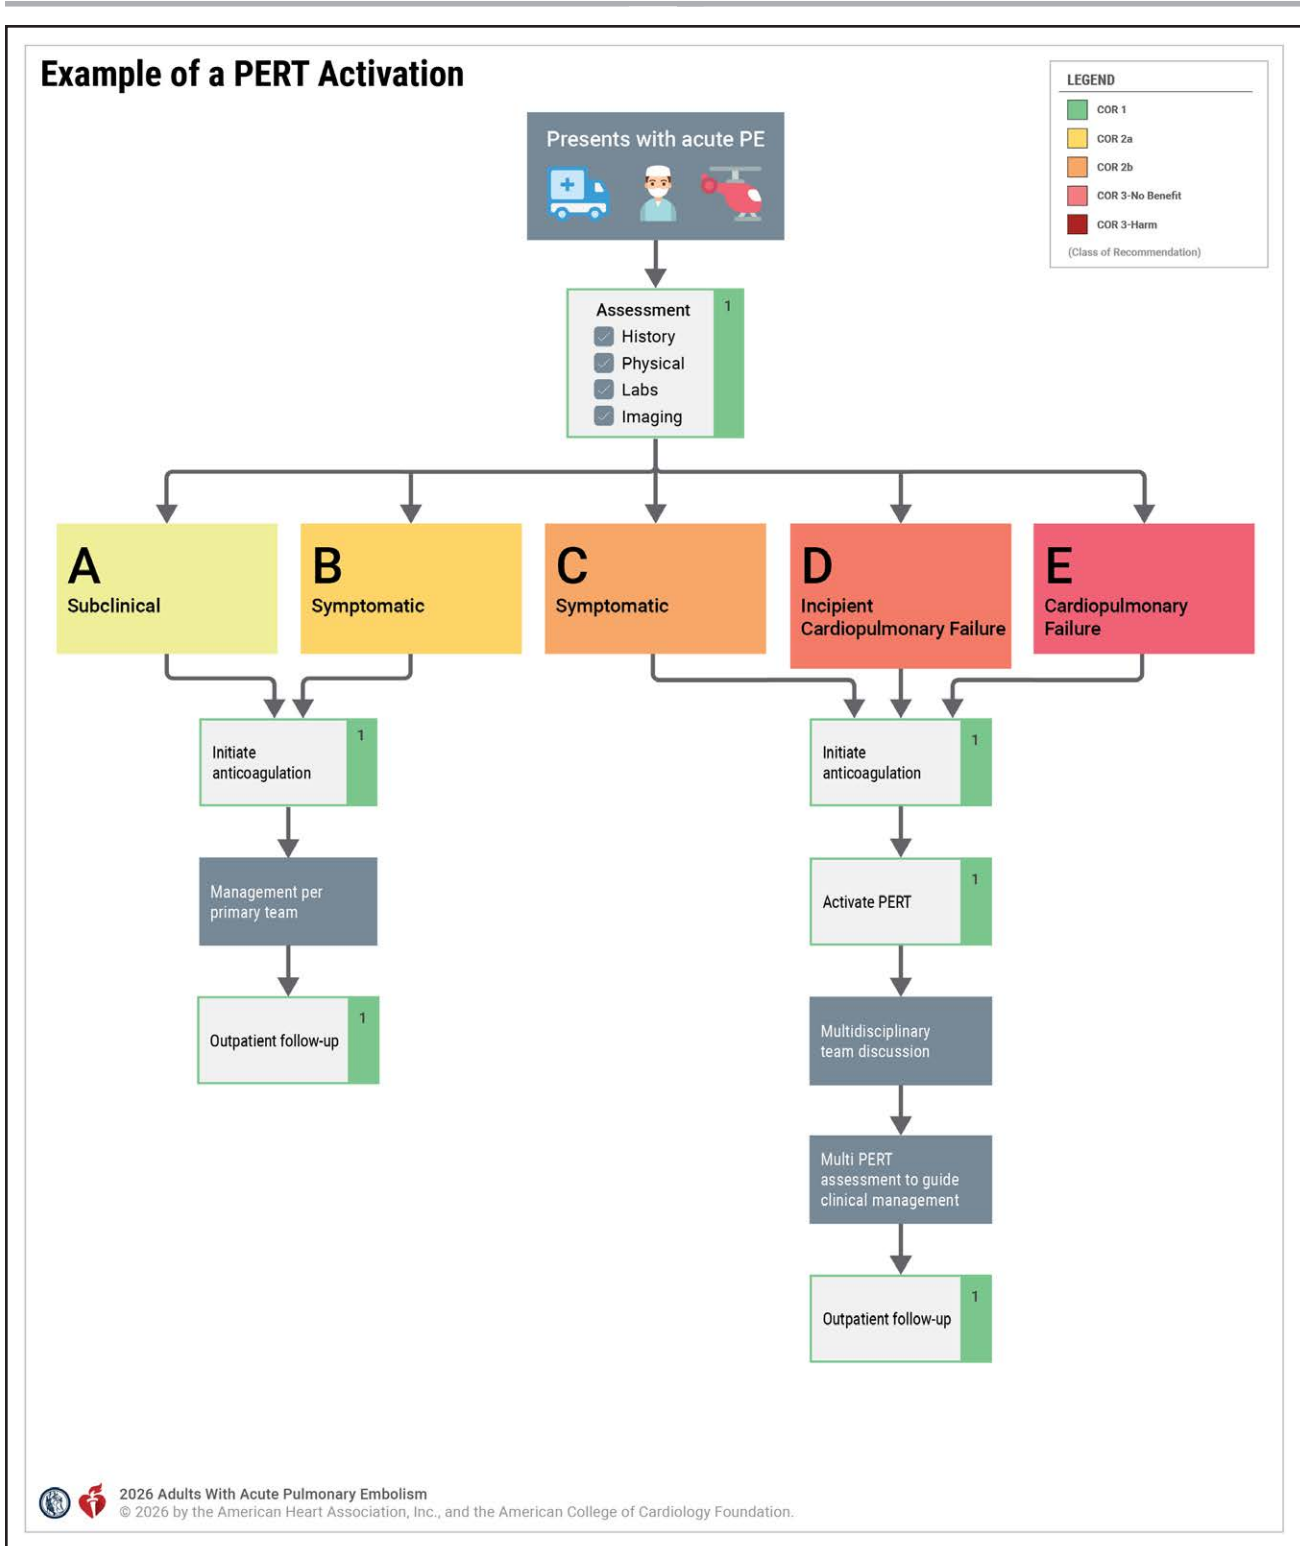 Example of a PERT Activation
LEGEND
COR 1
COR 2a
COR 2b
COR 3-No Benefit
COR 3-Harm
(Class of Recommendation)
Presents with acute PE
Assessment
1
History
Physical
Labs
Imaging
A
Subclinical
B
Symptomatic
C
Symptomatic
D
Incipient
Cardiopulmonary Failure
E
Cardiopulmonary
Failure
Initiate
anticoagulation
1
Management per
primary team
Outpatient follow-up
1
Initiate
anticoagulation
1
Activate PERT
1
Multidisciplinary
team discussion
Multi PERT
assessment to guide
clinical management
Outpatient follow-up
1
2026 Adults With Acute Pulmonary Embolism
© 2026 by the American Heart Association, Inc., and the American College of Cardiology Foundation.